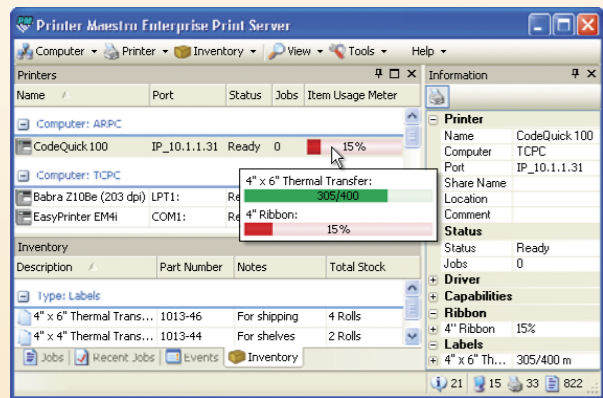 Printer Maestro Enterprise Print Server
Computer Printer Inventory View Tools Help
Printers
Name Port Status Jobs Item Usage Meter
Computer: ARPC
CodeQuick 100 IP_10.1.1.31 Ready 0 15%
Computer: TCPC
Babra Z10Be (203 dpi) LPT1:
EasyPrinter EM4i COM1:
4" x 6" Thermal Transfer:
305/400
4" Ribbon:
15%
Inventory
Description Part Number Notes Total Stock
Type: Labels
4" x 6" Thermal Trans... 1013-46 For shipping 4 Rolls
4" x 4" Thermal Trans... 1013-44 For shelves 2 Rolls
Jobs Recent Jobs Events Inventory
Information
Printer
Name CodeQuick 100
Computer TCPC
Port IP_10.1.1.31
Share Name
Location
Comment
Status
Status Ready
Jobs 0
Driver
Capabilities
Ribbon
4" Ribbon 15%
Labels
4" x 6" Th... 305/400 m
21 15 33 822